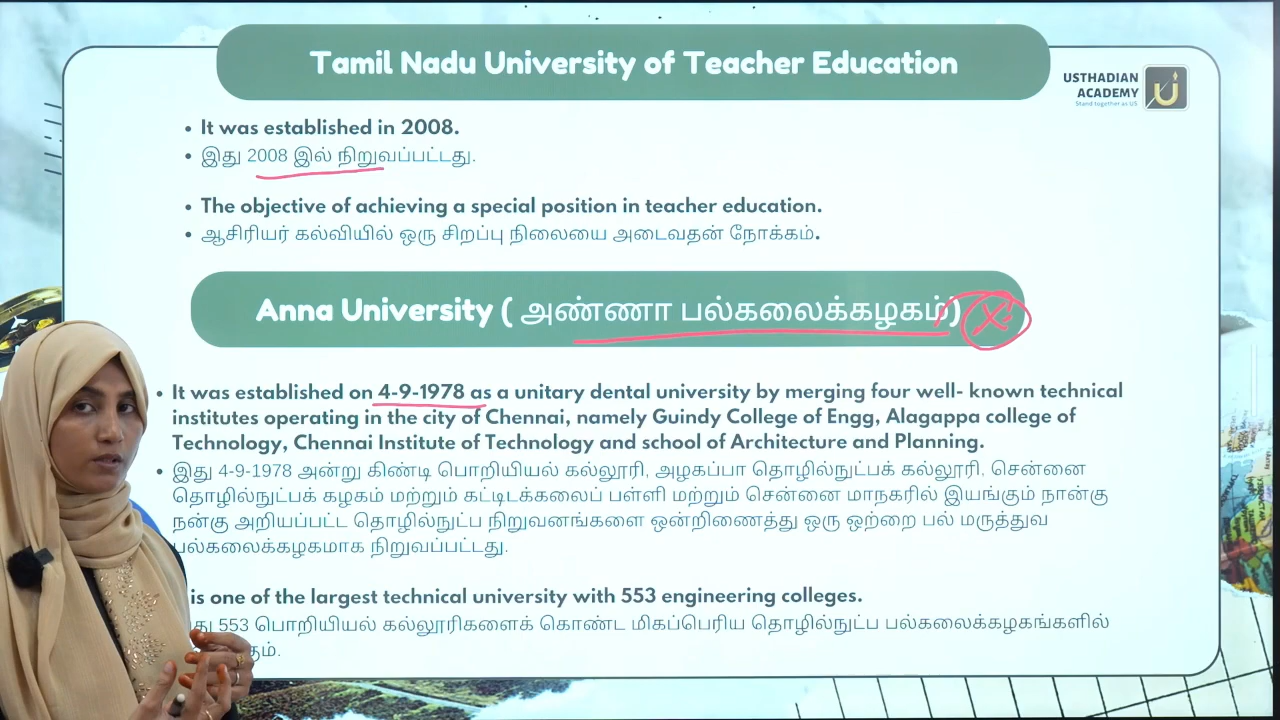 Tamil Nadu University of Teacher Education
USTHADIAN
ACADEMY
Stand together as US
• It was established in 2008.
• இது 2008 இல் நிறுவப்பட்டது.
• The objective of achieving a special position in teacher education.
• ஆசிரியர் கல்வியில் ஒரு சிறப்பு நிலையை அடைவதன் நோக்கம்.
Anna University ( அண்ணா பல்கலைக்கழகம்)
• It was established on 4-9-1978 as a unitary dental university by merging four well- known technical
institutes operating in the city of Chennai, namely Guindy College of Engg, Alagappa college of
Technology, Chennai Institute of Technology and school of Architecture and Planning.
• இது 4-9-1978 அன்று கிண்டி பொறியியல் கல்லூரி, அழகப்பா தொழில்நுட்பக் கல்லூரி, சென்னை
தொழில்நுட்பக் கழகம் மற்றும் கட்டிடக்கலைப் பள்ளி மற்றும் சென்னை மாநகரில் இயங்கும் நான்கு
நன்கு அறியப்பட்ட தொழில்நுட்ப நிறுவனங்களை ஒன்றிணைத்து ஒரு ஒற்றை பல் மருத்துவ
பல்கலைக்கழகமாக நிறுவப்பட்டது.
is one of the largest technical university with 553 engineering colleges.
553 பொறியியல் கல்லூரிகளைக் கொண்ட மிகப்பெரிய தொழில்நுட்ப பல்கலைக்கழகங்களில்